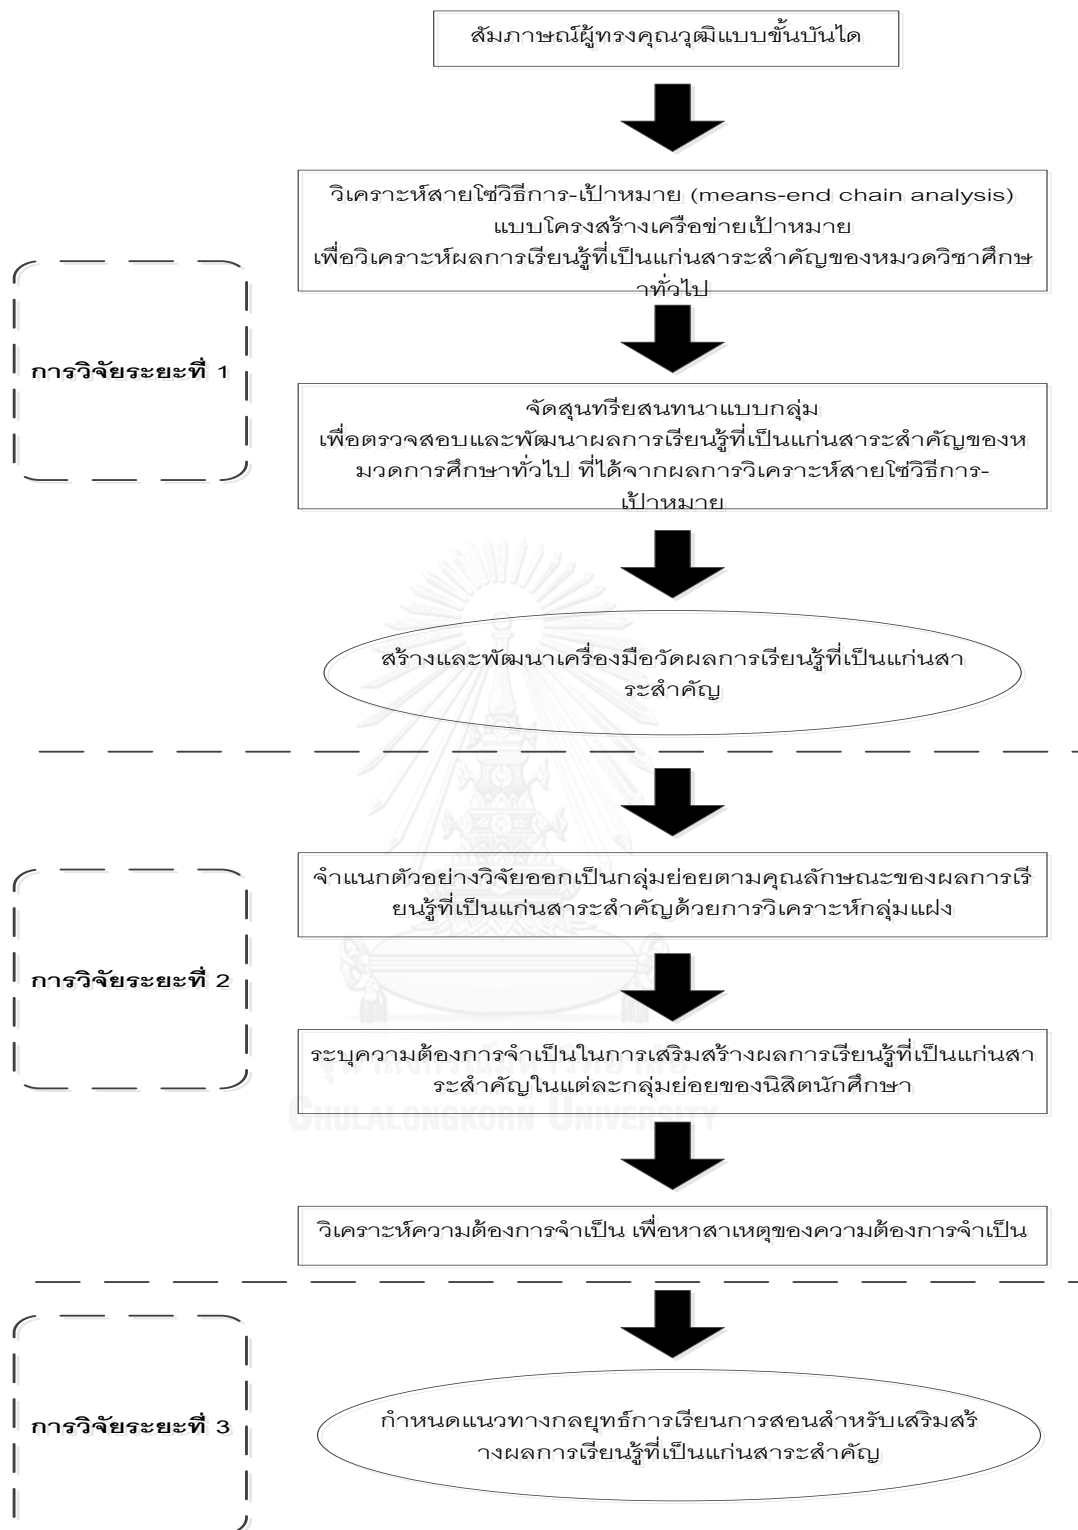 สัมภาษณ์ผู้ทรงคุณวุฒิแบบขั้นบันได
วิเคราะห์สายโซ่วิธีการ-เป้าหมาย (means-end chain analysis)
แบบโครงสร้างเครือข่ายเป้าหมาย
เพื่อวิเคราะห์ผลการเรียนรู้ที่เป็นแก่นสาระสำคัญของหมวดวิชาศึกษ
าทั่วไป
การวิจัยระยะที่ 1
จัดสุนทรียสนทนาแบบกลุ่ม
เพื่อตรวจสอบและพัฒนาผลการเรียนรู้ที่เป็นแก่นสาระสำคัญของห
มวดการศึกษาทั่วไป ที่ได้จากผลการวิเคราะห์สายโซ่วิธีการ-
เป้าหมาย
สร้างและพัฒนาเครื่องมือวัดผลการเรียนรู้ที่เป็นแก่นสา
ระสำคัญ
จำแนกตัวอย่างวิจัยออกเป็นกลุ่มย่อยตามคุณลักษณะของผลการเรี
ยนรู้ที่เป็นแก่นสาระสำคัญด้วยการวิเคราะห์กลุ่มแฝง
การวิจัยระยะที่ 2
ระบุความต้องการจำเป็นในการเสริมสร้างผลการเรียนรู้ที่เป็นแก่นสา
ระสำคัญในแต่ละกลุ่มย่อยของนิสิตนักศึกษา
จุฬาลงกรณ์มหาวิทยาลัย
CHULALONGKORN UNIVERSITY
วิเคราะห์ความต้องการจำเป็น เพื่อหาสาเหตุของความต้องการจำเป็น
การวิจัยระยะที่ 3
กำหนดแนวทางกลยุทธ์การเรียนการสอนสำหรับเสริมสร้
างผลการเรียนรู้ที่เป็นแก่นสาระสำคัญ